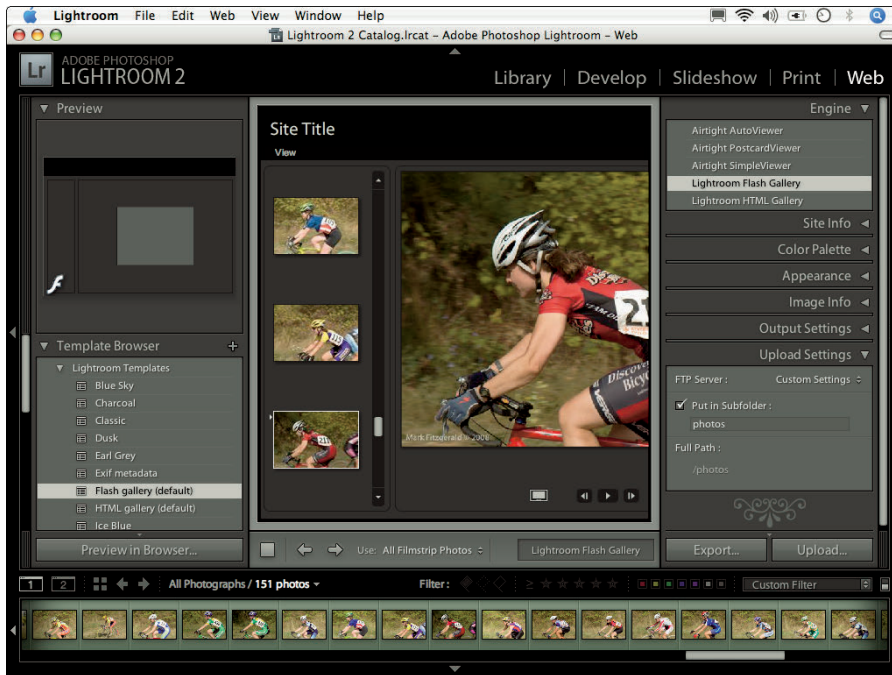 Lightroom File Edit Web View Window Help
Lightroom 2 Catalog.lrcat – Adobe Photoshop Lightroom – Web
Lr
ADOBE PHOTOSHOP
LIGHTROOM 2
Library | Develop | Slideshow | Print | Web
Preview
Template Browser +
Lightroom Templates
Blue Sky
Charcoal
Classic
Dusk
Earl Grey
Exif metadata
Flash gallery (default)
HTML gallery (default)
Ice Blue
Preview in Browser...
Site Title
View
Mark Fitzgerald © 2008
Use: All Filmstrip Photos
Lightroom Flash Gallery
Engine
Airtight AutoViewer
Airtight PostcardViewer
Airtight SimpleViewer
Lightroom Flash Gallery
Lightroom HTML Gallery
Site Info
Color Palette
Appearance
Image Info
Output Settings
Upload Settings
FTP Server : Custom Settings
Put in Subfolder :
photos
Full Path :
/photos
Export... Upload...
1 2 All Photographs / 151 photos Filter : ≥ Custom Filter